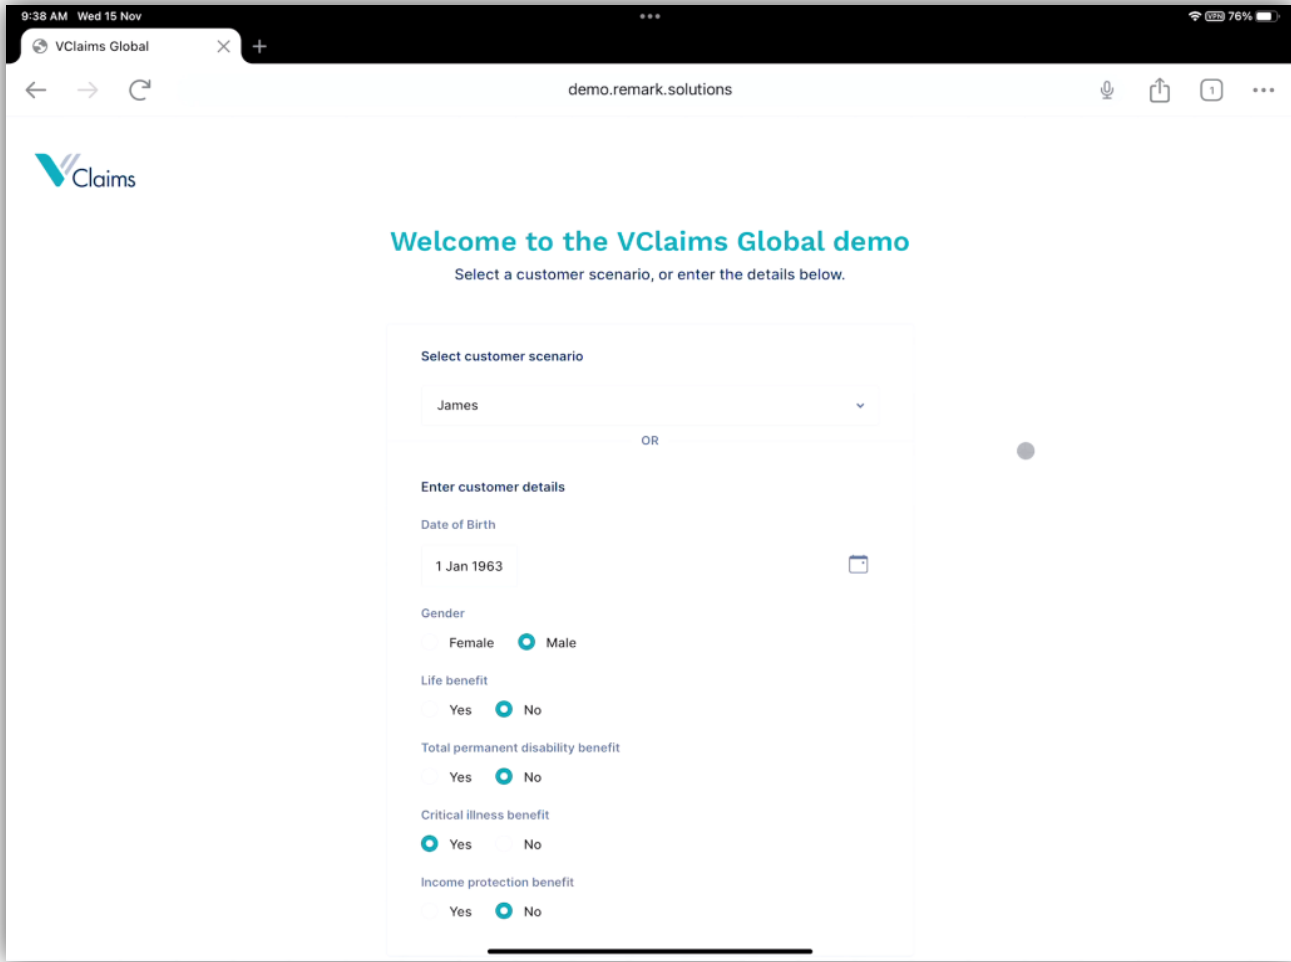 9:38 AM Wed 15 Nov
VPN 76%
VClaims Global
demo.remark.solutions
1
VClaims
Welcome to the VClaims Global demo
Select a customer scenario, or enter the details below.
Select customer scenario
James
OR
Enter customer details
Date of Birth
1 Jan 1963
Gender
Female Male
Life benefit
Yes No
Total permanent disability benefit
Yes No
Critical illness benefit
Yes No
Income protection benefit
Yes No